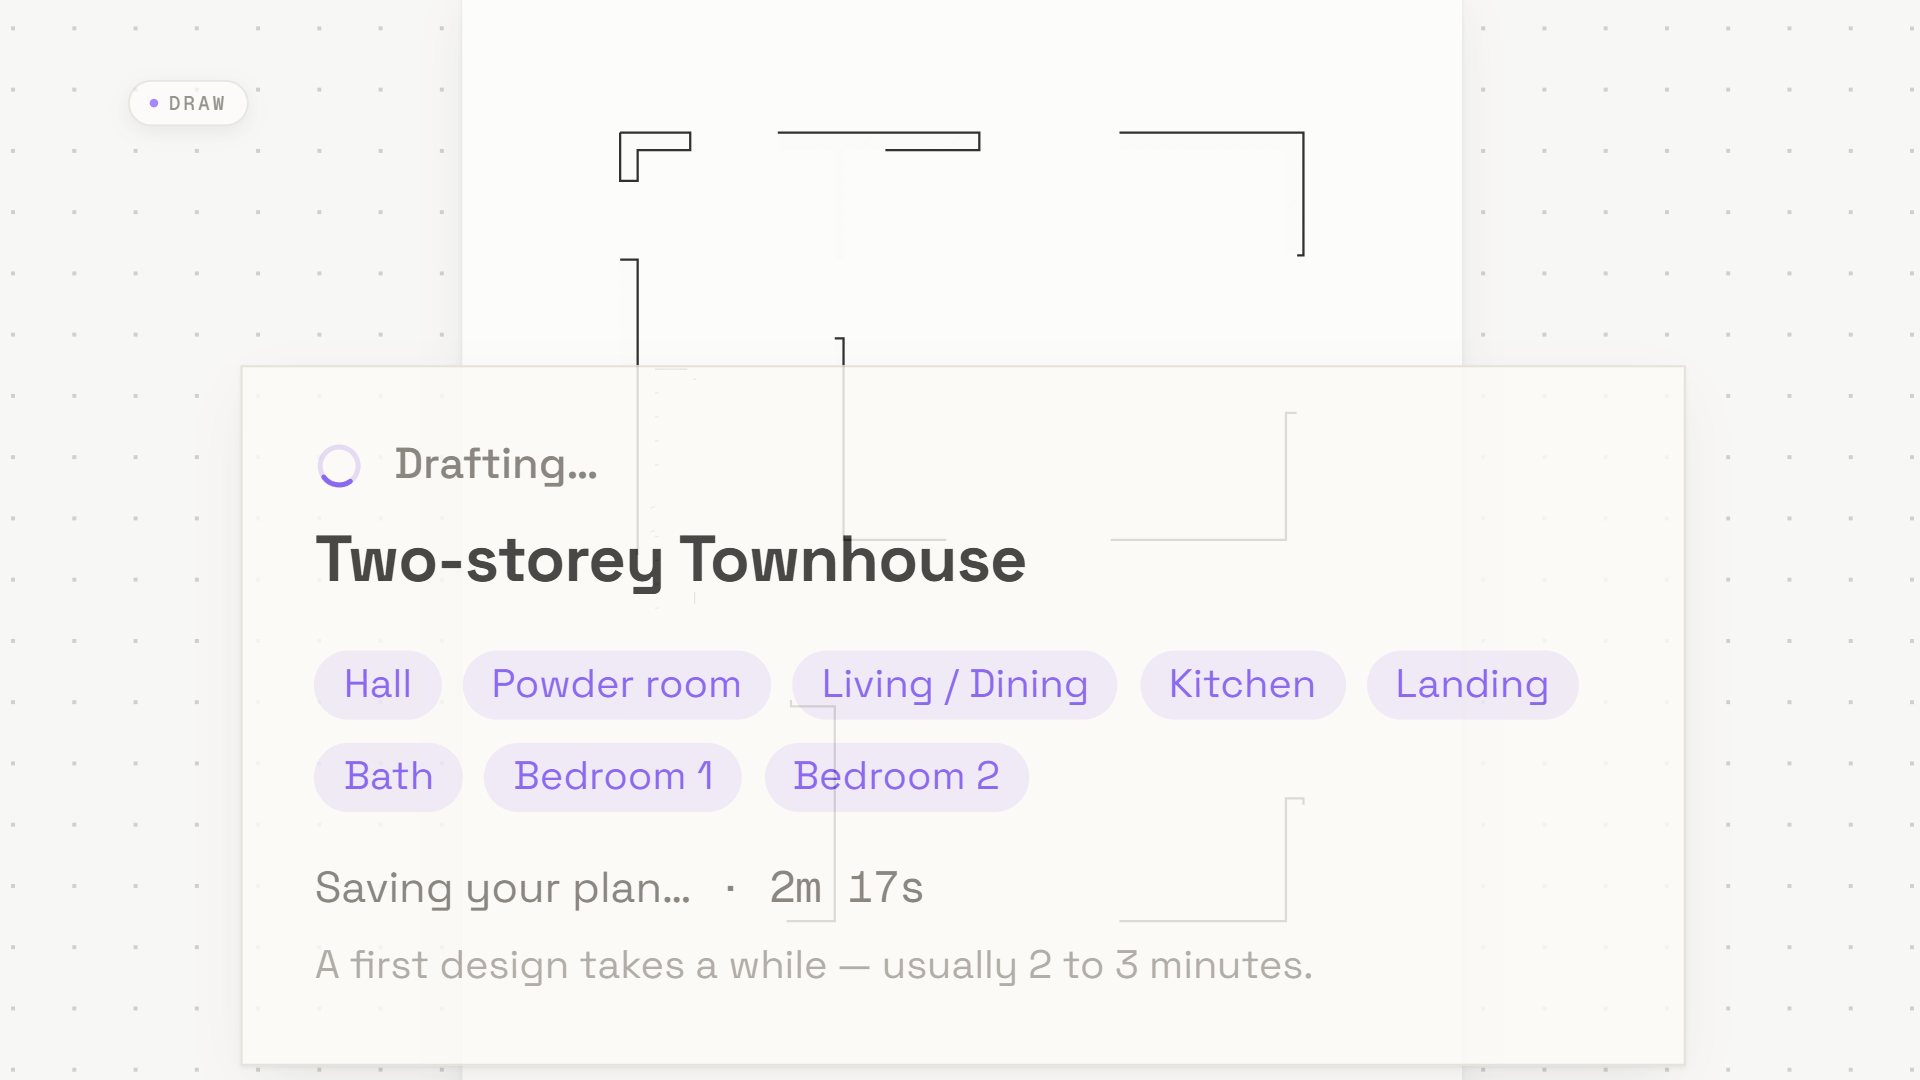 DRAW
Drafting...
Two-storey Townhouse
Hall Powder room Living / Dining Kitchen Landing
Bath Bedroom 1 Bedroom 2
Saving your plan... · 2m 17s
A first design takes a while — usually 2 to 3 minutes.